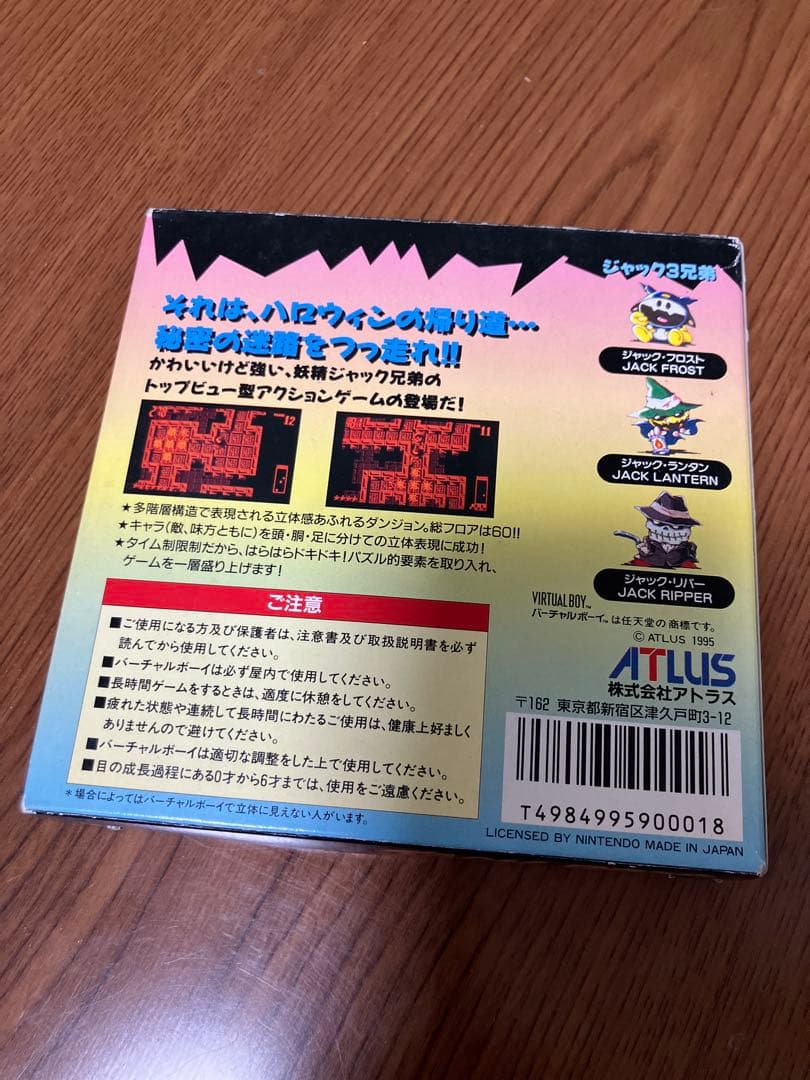 それは、ハロウィンの帰り道…
秘密の迷路をつっ走れ!!
かわいいけど強い、妖精ジャック兄弟の
トップビュー型アクションゲームの登場だ!
12
11
★多階層構造で表現される立体感あふれるダンジョン。総フロアは60!!
★キャラ(敵、味方ともに)を頭・胴・足に分けての立体表現に成功!
★タイム制限制だから、はらはらドキドキ!パズル的要素を取り入れ、
ゲームを一層盛り上げます!
ジャック3兄弟
ジャック・フロスト
JACK FROST
ジャック・ランタン
JACK LANTERN
ジャック・リパー
JACK RIPPER
ご注意
■ご使用になる方及び保護者は、注意書及び取扱説明書を必ず
読んでから使用してください。
■バーチャルボーイは必ず屋内で使用してください。
■長時間ゲームをするときは、適度に休憩をしてください。
■疲れた状態や連続して長時間にわたるご使用は、健康上好ましく
ありませんので避けてください。
■バーチャルボーイは適切な調整をした上で使用してください。
■目の成長過程にある0才から6才までは、使用をご遠慮ください。
*場合によってはバーチャルボーイで立体に見えない人がいます。
VIRTUAL BOY™
バーチャルボーイ™は任天堂の商標です。
© ATLUS 1995
ATLUS
株式会社アトラス
〒162 東京都新宿区津久戸町3-12
T4984995900018
LICENSED BY NINTENDO MADE IN JAPAN